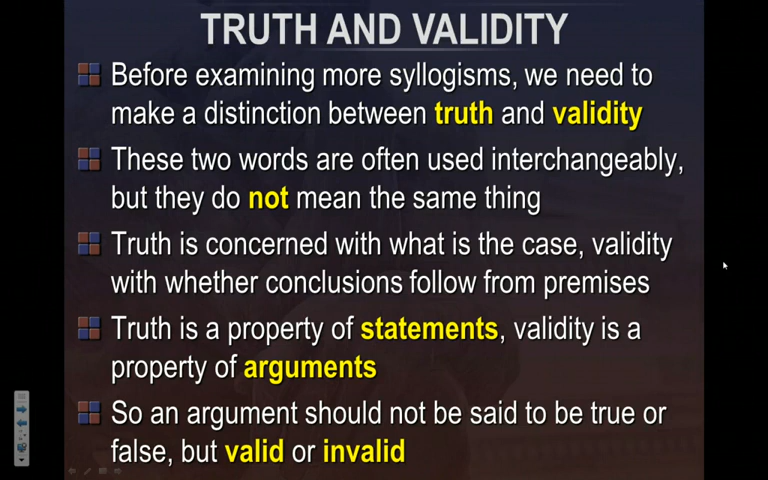 TRUTH AND VALIDITY
Before examining more syllogisms, we need to
make a distinction between truth and validity
These two words are often used interchangeably,
but they do not mean the same thing
Truth is concerned with what is the case, validity
with whether conclusions follow from premises
Truth is a property of statements, validity is a
property of arguments
So an argument should not be said to be true or
false, but valid or invalid